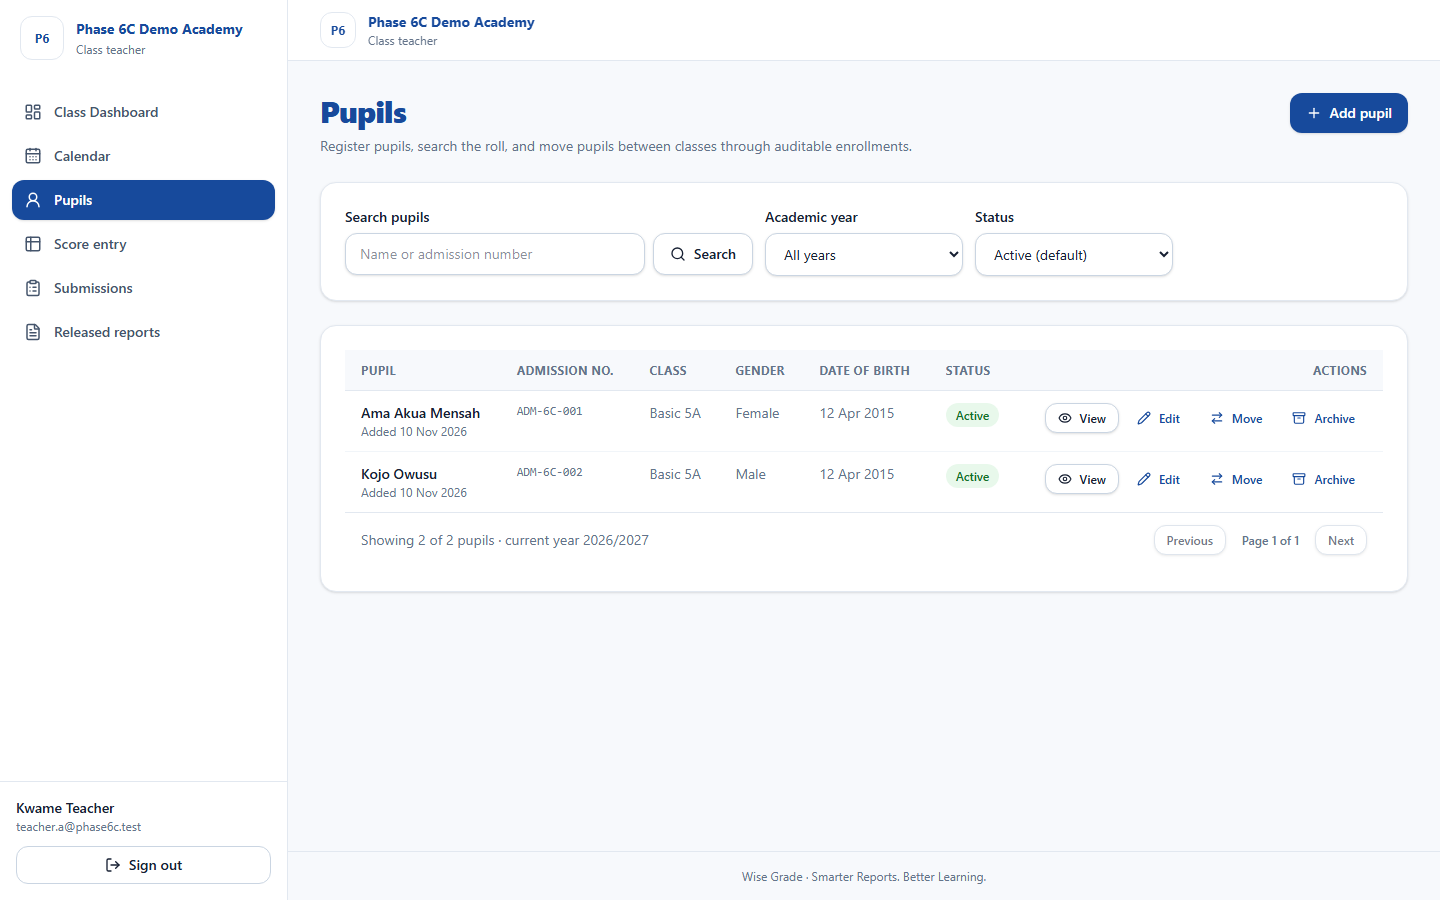 P6
Phase 6C Demo Academy
Class teacher
Class Dashboard
Calendar
Pupils
Score entry
Submissions
Released reports
Kwame Teacher
teacher.a@phase6c.test
Sign out
P6
Phase 6C Demo Academy
Class teacher
Pupils
Register pupils, search the roll, and move pupils between classes through auditable enrollments.
Add pupil
Search pupils
Name or admission number
Search
Academic year
All years
Status
Active (default)
PUPIL ADMISSION NO. CLASS GENDER DATE OF BIRTH STATUS ACTIONS
Ama Akua Mensah ADM-6C-001 Basic 5A Female 12 Apr 2015 Active View Edit Move Archive
Added 10 Nov 2026
Kojo Owusu ADM-6C-002 Basic 5A Male 12 Apr 2015 Active View Edit Move Archive
Added 10 Nov 2026
Showing 2 of 2 pupils · current year 2026/2027 Previous Page 1 of 1 Next
Wise Grade · Smarter Reports. Better Learning.